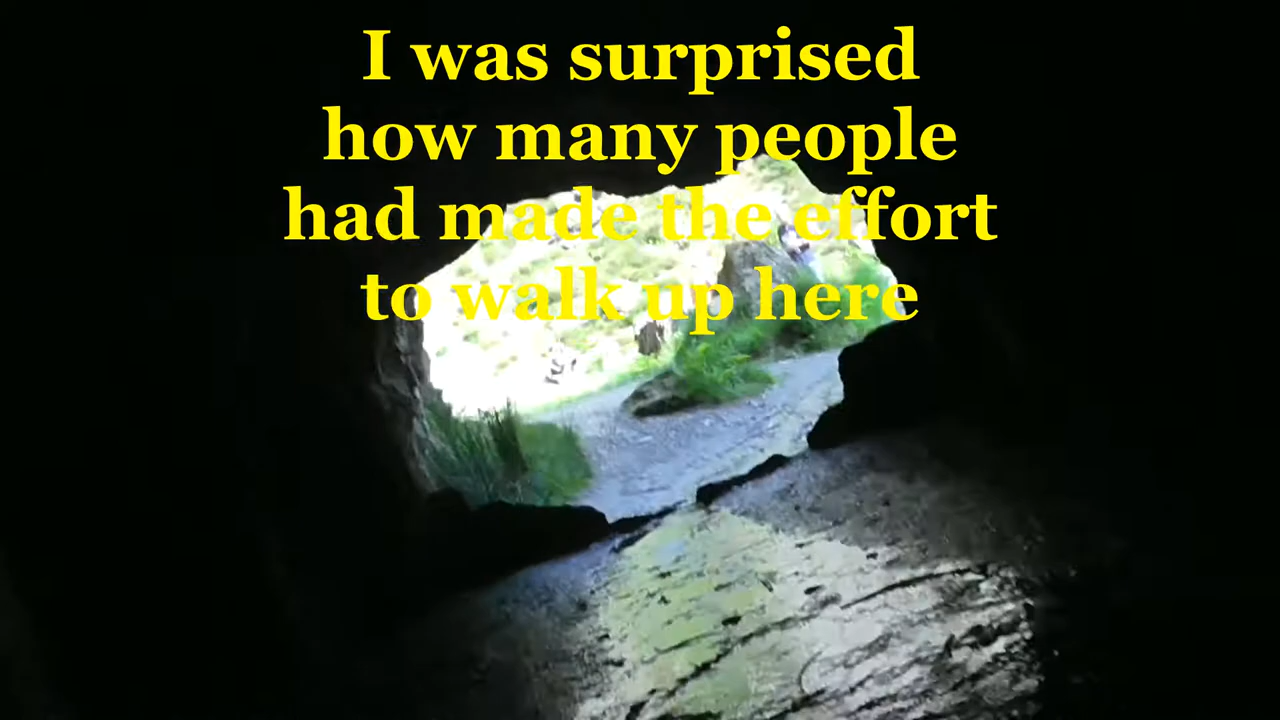 I was surprised
how many people
had made the effort
to walk up here